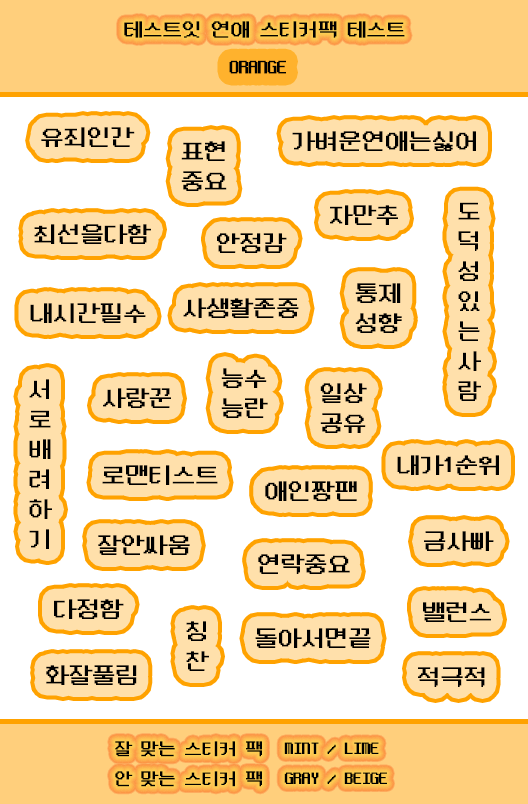 테스트잇 연애 스티커팩 테스트
ORANGE
유죄인간
표현
중요
가벼운연애는싫어
자만추
도
덕
성
있
는
사
람
최선을다함
안정감
통제
성향
내시간필수
사생활존중
서
로
배
려
하
기
사랑꾼
능수
능란
일상
공유
로맨티스트
애인짱팬
내가1순위
잘안싸움
연락중요
금사빠
다정함
칭
찬
돌아서면끝
밸런스
화잘풀림
적극적
잘 맞는 스티커 팩 MINT / LIME
안 맞는 스티커 팩 GRAY / BEIGE